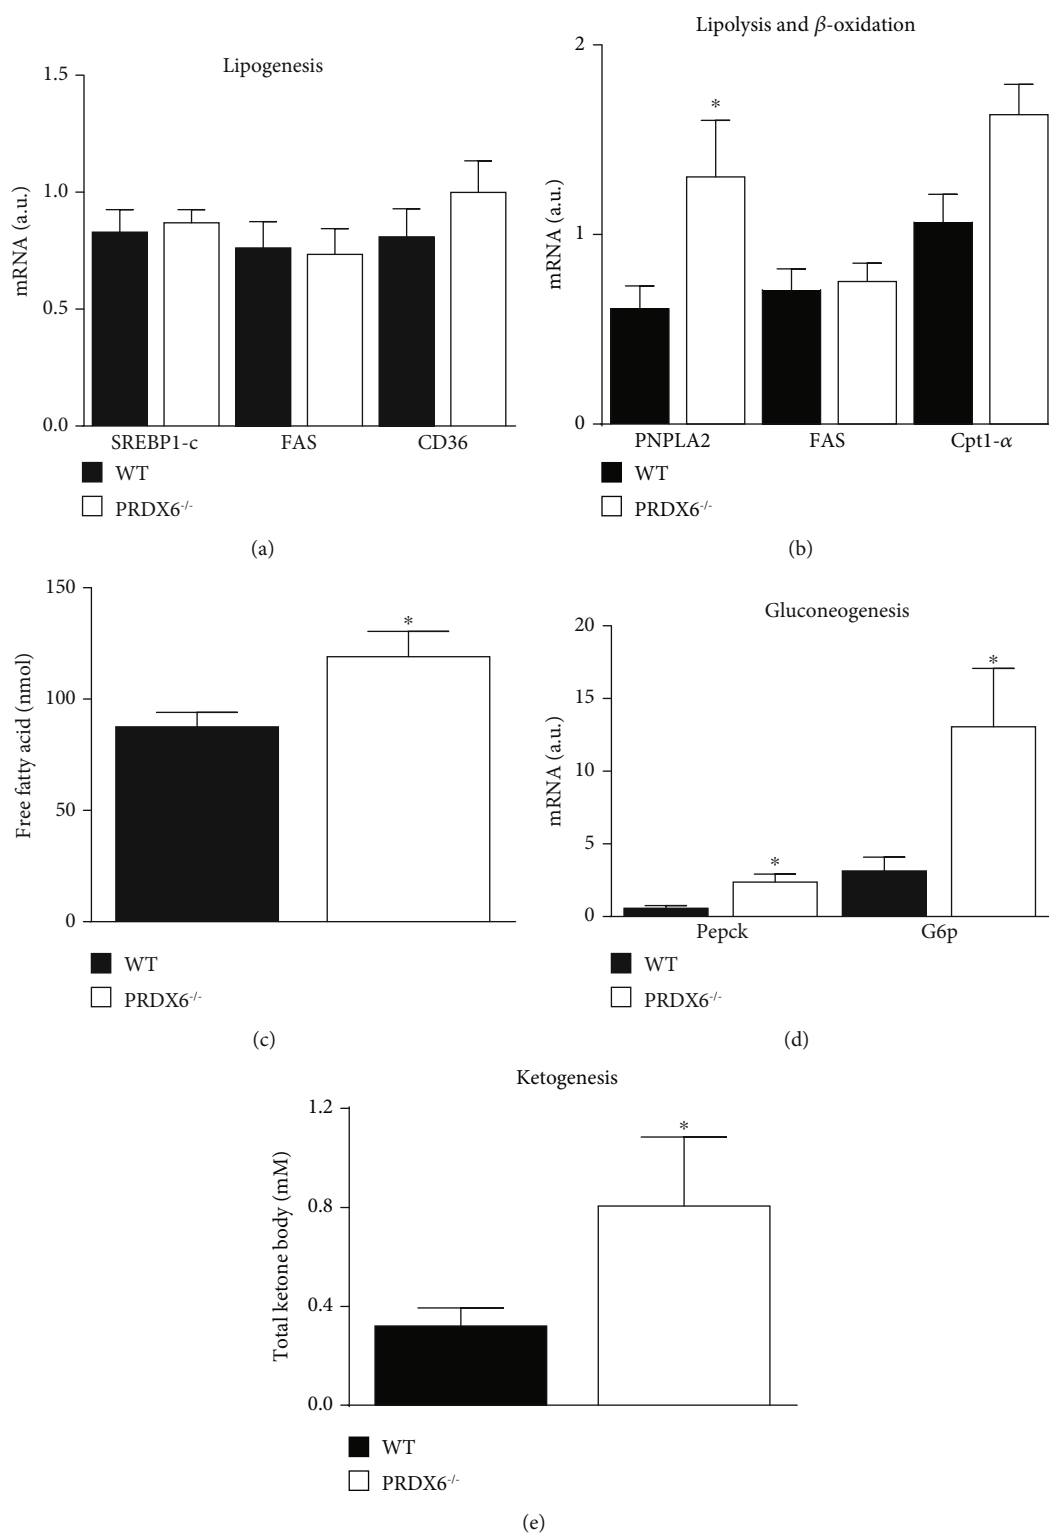 Lipogenesis
mRNA (a.u.)
1.5
1.0
0.5
0.0
SREBP1-c FAS CD36
WT
PRDX6-/-
(a)
Lipolysis and β-oxidation
mRNA (a.u.)
2
*
1
0
PNPLA2 FAS Cpt1-α
WT
PRDX6-/-
(b)
Free fatty acid (nmol)
150
*
100
50
0
WT
PRDX6-/-
(c)
Gluconeogenesis
mRNA (a.u.)
20
15
10
5
0
*
*
Pepck G6p
WT
PRDX6-/-
(d)
Ketogenesis
Total ketone body (mM)
1.2
*
0.8
0.4
0.0
WT
PRDX6-/-
(e)